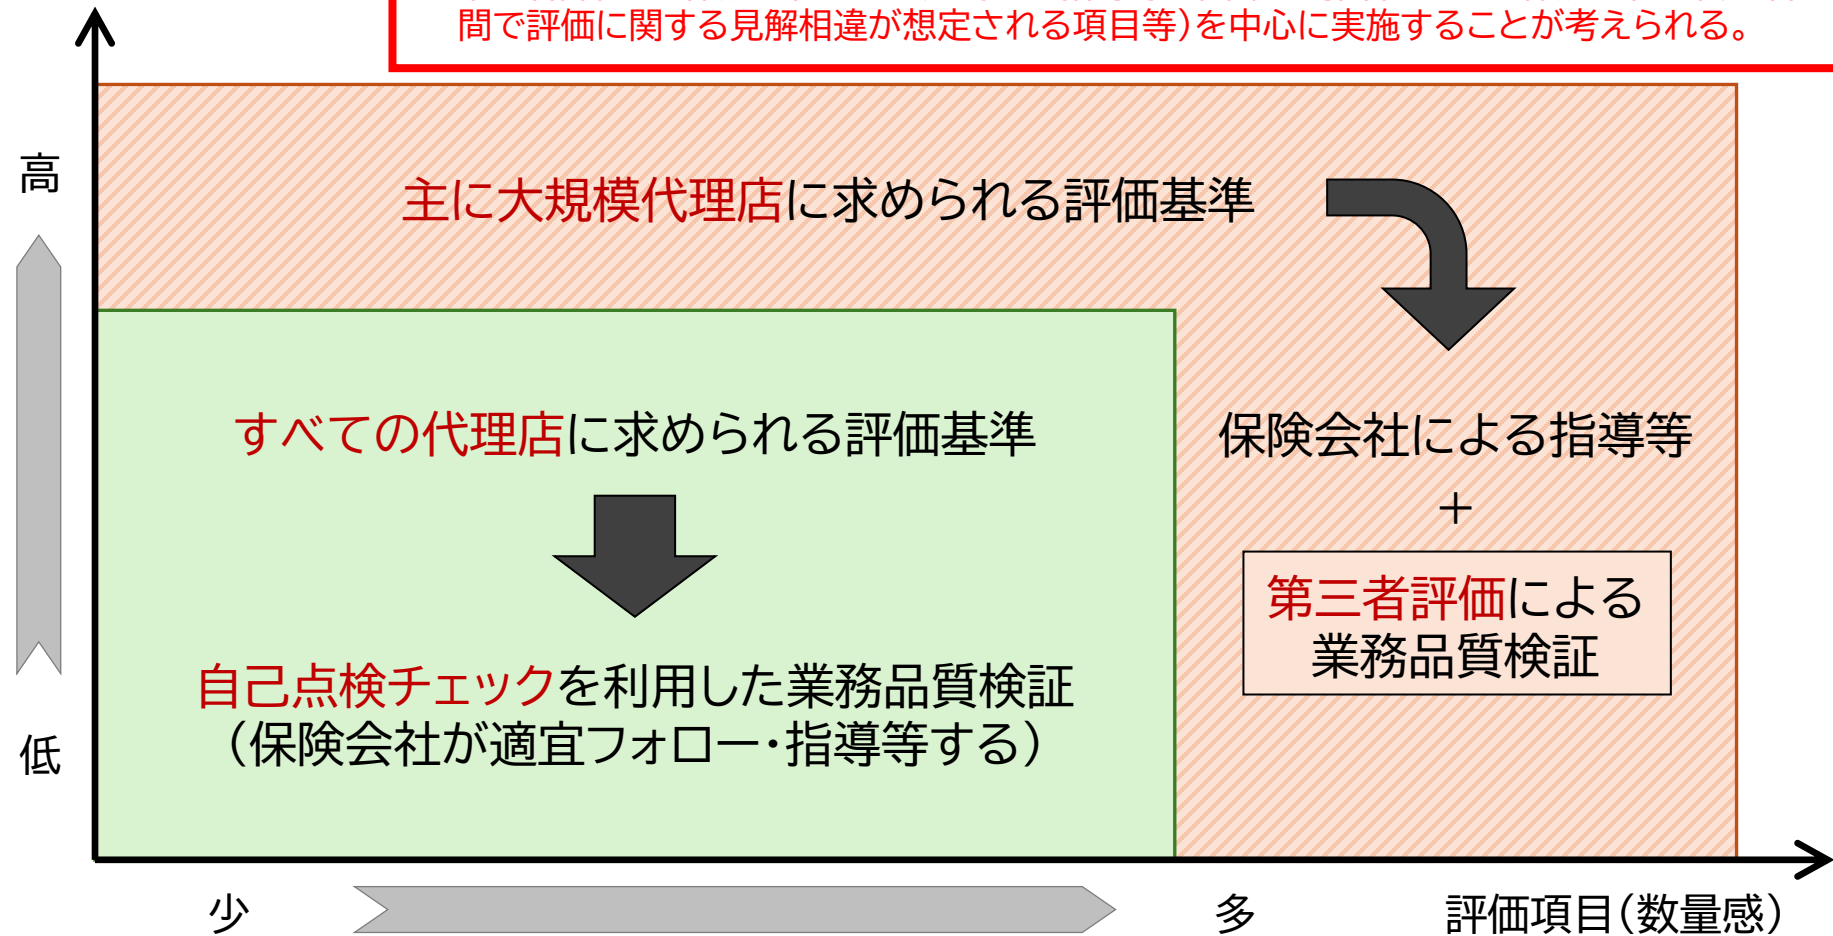 間で評価に関する見解相違が想定される項目等)を中心に実施することが考えられる。
高
主に大規模代理店に求められる評価基準
すべての代理店に求められる評価基準
保険会社による指導等
＋
第三者評価による
業務品質検証
自己点検チェックを利用した業務品質検証
（保険会社が適宜フォロー・指導等する）
低
少
多
評価項目(数量感)